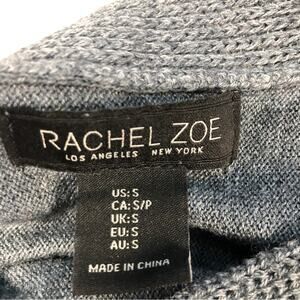 RACHEL ZOE
LOS ANGELES NEW YORK
US: S
CA: S/P
UK: S
EU: S
AU: S
MADE IN CHINA